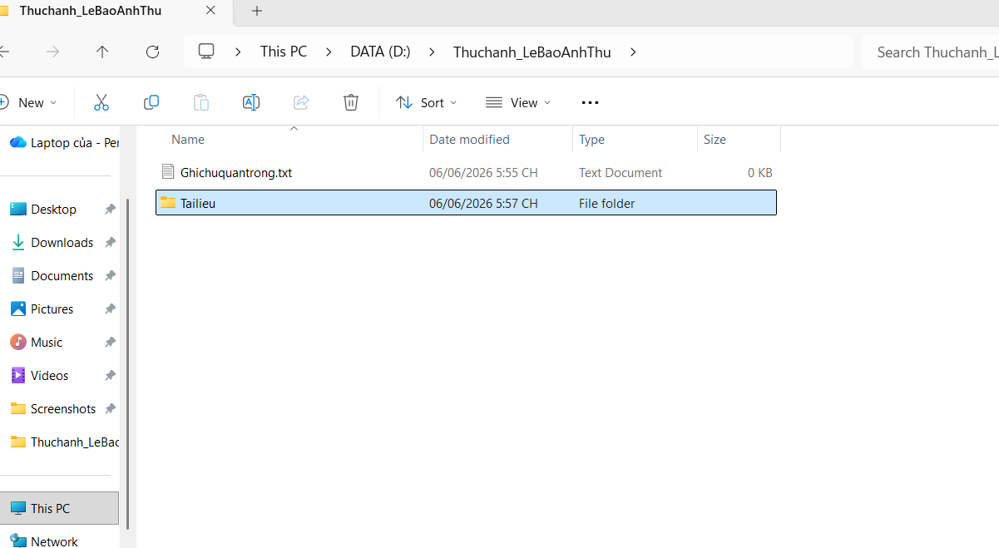 Thuchanh_LeBaoAnhThu
This PC > DATA (D:) > Thuchanh_LeBaoAnhThu >
Search Thuchanh_L
New
Sort
View
Name
Date modified
Type
Size
Ghichuquantrong.txt 06/06/2026 5:55 CH Text Document 0 KB
Tailieu 06/06/2026 5:57 CH File folder
Laptop của - Per
Desktop
Downloads
Documents
Pictures
Music
Videos
Screenshots
Thuchanh_LeBao
This PC
Network